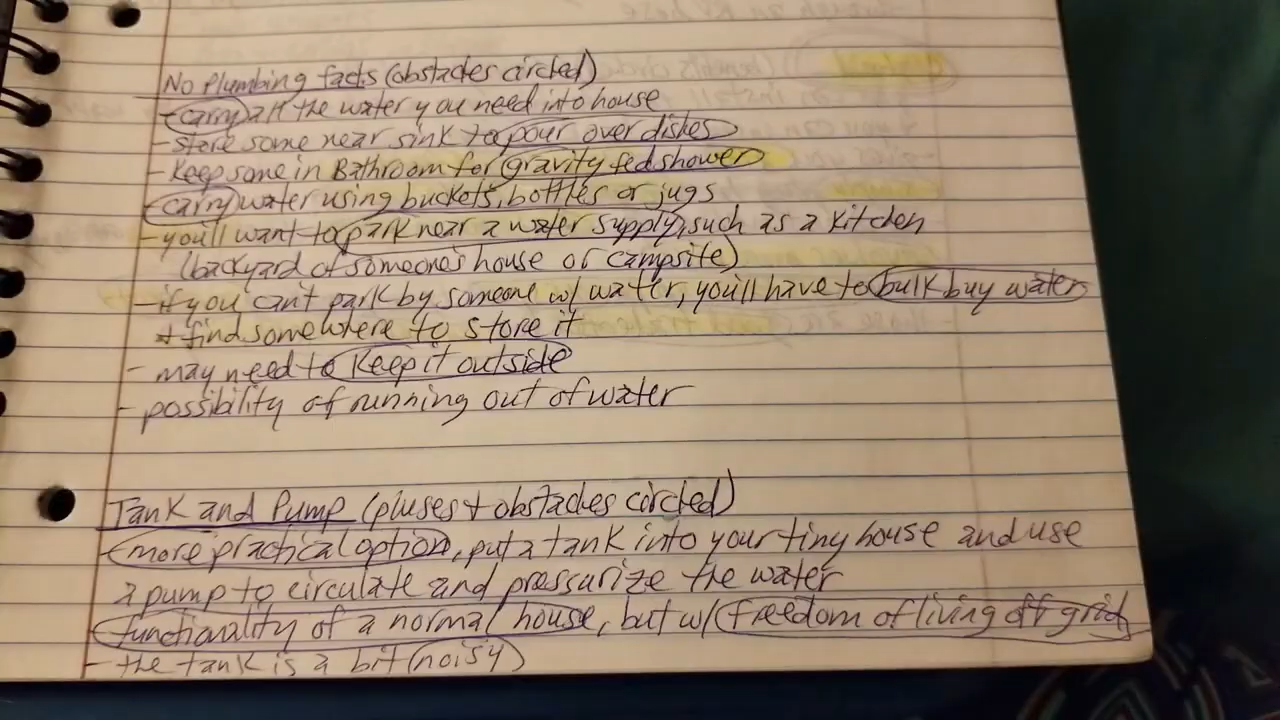 No Plumbing facts (obstacles circled)
- carry all the water you need into house
- store some near sink to pour over dishes
- Keep some in Bathroom for gravity fed shower
carry water using buckets, bottles or jugs
- you'll want to park near a water supply, such as a kitchen
(backyard of someone's house or campsite)
- if you can't park by someone w/ water, you'll have to bulk buy water
+ find somewhere to store it
- may need to keep it outside
- possibility of running out of water
Tank and Pump (pluses + obstacles circled)
more practical option, put a tank into your tiny house and use
a pump to circulate and pressurize the water
functionality of a normal house, but w/ freedom of living off grid
- the tank is a bit noisy